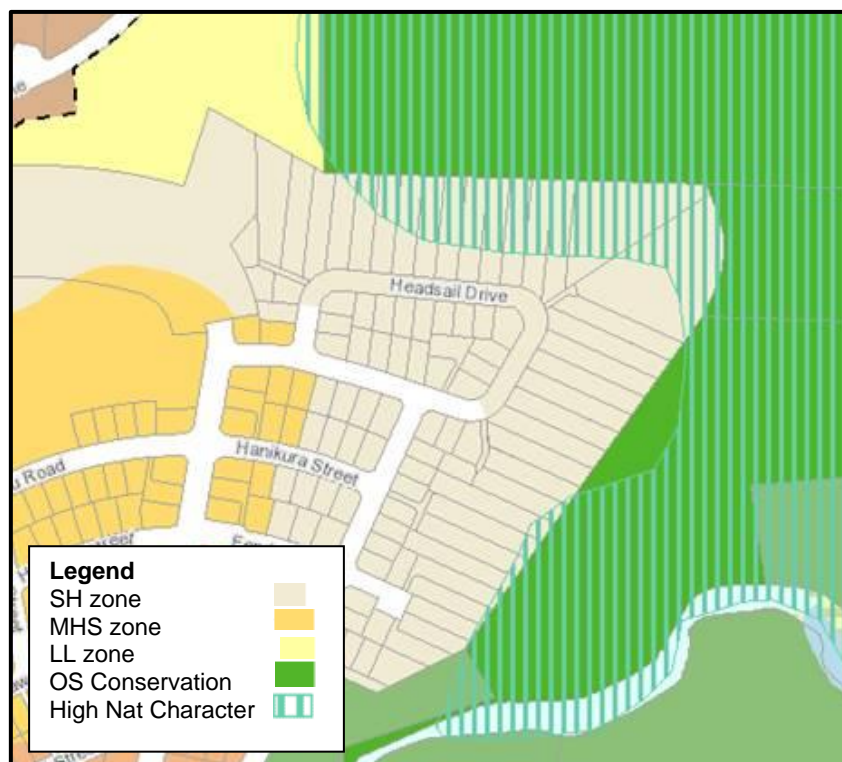 Headsail Drive
Hanikura Street
u Road
Legend
SH zone
MHS zone
LL zone
OS Conservation
High Nat Character